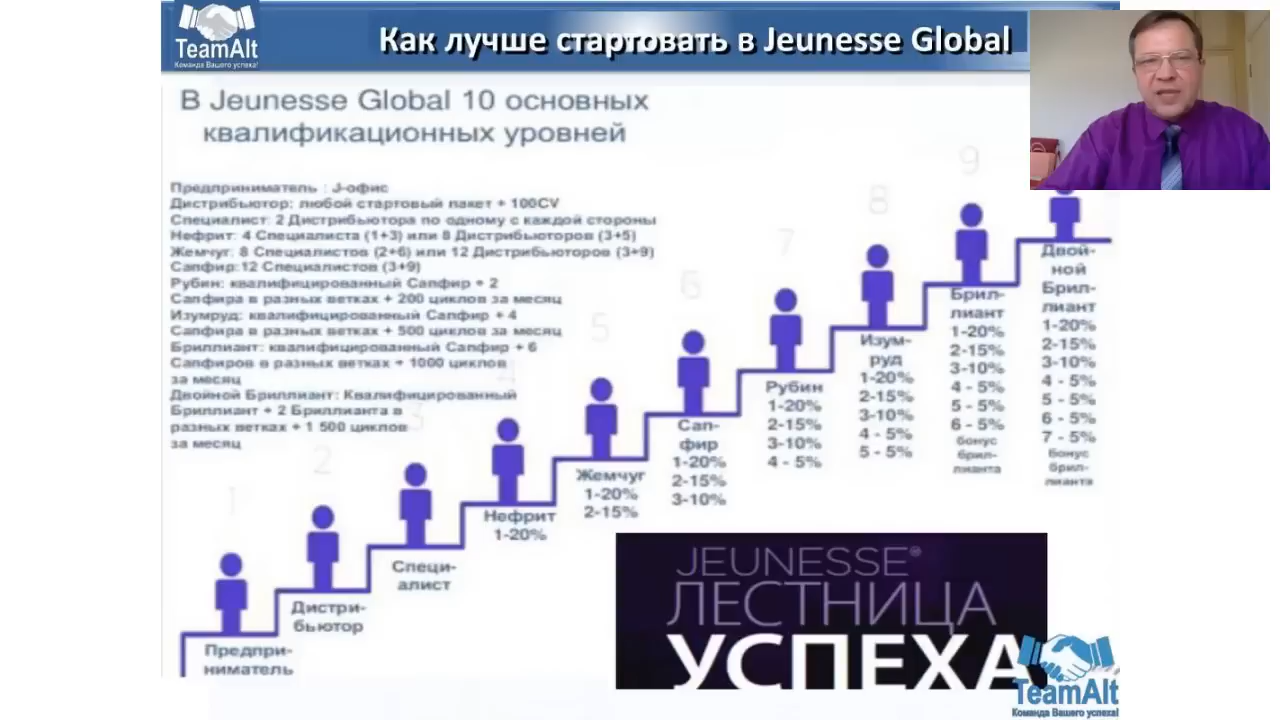 TeamAlt
Команда Вашего успеха!
Как лучше стартовать в Jeunesse Global
В Jeunesse Global 10 основных
квалификационных уровней
Предприниматель : J-офис
Дистрибьютор: любой стартовый пакет + 100CV
Специалист: 2 Дистрибьютора по одному с каждой стороны
Нефрит: 4 Специалиста (1+3) или 8 Дистрибьюторов (3+5)
Жемчуг: 8 Специалистов (2+6) или 12 Дистрибьюторов (3+9)
Сапфир:12 Специалистов (3+9)
Рубин: квалифицированный Сапфир + 2
Сапфира в разных ветках + 200 циклов за месяц
Изумруд: квалифицированный Сапфир + 4
Сапфира в разных ветках + 500 циклов за месяц
Бриллиант: квалифицированный Сапфир + 6
Сапфиров в разных ветках + 1000 циклов
за месяц
Двойной Бриллиант: Квалифицированный
Бриллиант + 2 Бриллианта в
разных ветках + 1 500 циклов
за месяц
1
2
3
4
5
6
7
8
9
Предпри-
ниматель
Дистри-
бьютор
Специ-
алист
Нефрит
1-20%
Жемчуг
1-20%
2-15%
Сап-
фир
1-20%
2-15%
3-10%
Рубин
1-20%
2-15%
3-10%
4 - 5%
Изум-
руд
1-20%
2-15%
3-10%
4 - 5%
5 - 5%
Брил-
лиант
1-20%
2-15%
3-10%
4 - 5%
5 - 5%
6 - 5%
бонус
брил-
лианта
Двой-
ной
Брил-
лиант
1-20%
2-15%
3-10%
4 - 5%
5 - 5%
6 - 5%
7 - 5%
бонус
брил-
лианта
JEUNESSE®
ЛЕСТНИЦА
УСПЕХА
TeamAlt
Команда Вашего успеха!